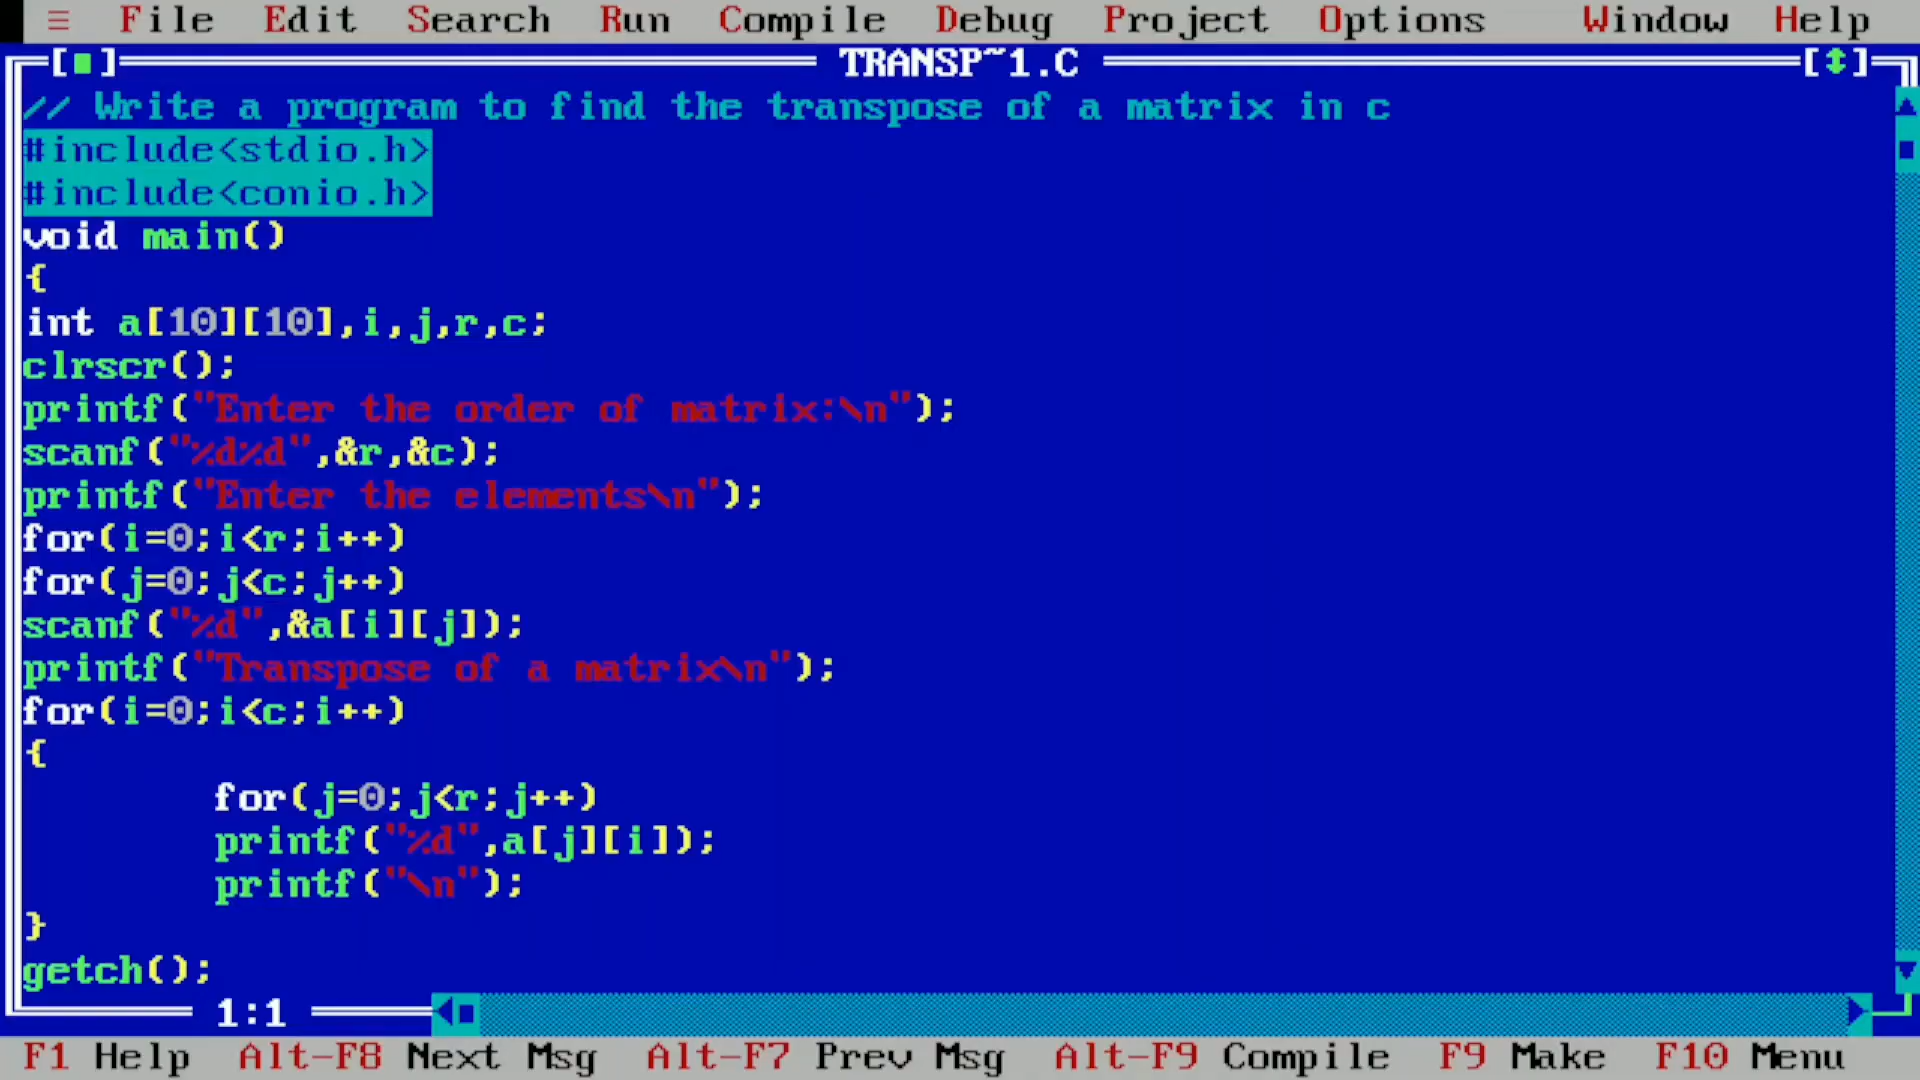 ≡ File Edit Search Run Compile Debug Project Options Window Help
[■] TRANSP~1.C [↕]
// Write a program to find the transpose of a matrix in c
#include<stdio.h>
#include<conio.h>
void main()
{
int a[10][10],i,j,r,c;
clrscr();
printf("Enter the order of matrix:\n");
scanf("%d%d",&r,&c);
printf("Enter the elements\n");
for(i=0;i<r;i++)
for(j=0;j<c;j++)
scanf("%d",&a[i][j]);
printf("Transpose of a matrix\n");
for(i=0;i<c;i++)
{
        for(j=0;j<r;j++)
        printf("%d",a[j][i]);
        printf("\n");
}
getch();
1:1
F1 Help Alt-F8 Next Msg Alt-F7 Prev Msg Alt-F9 Compile F9 Make F10 Menu